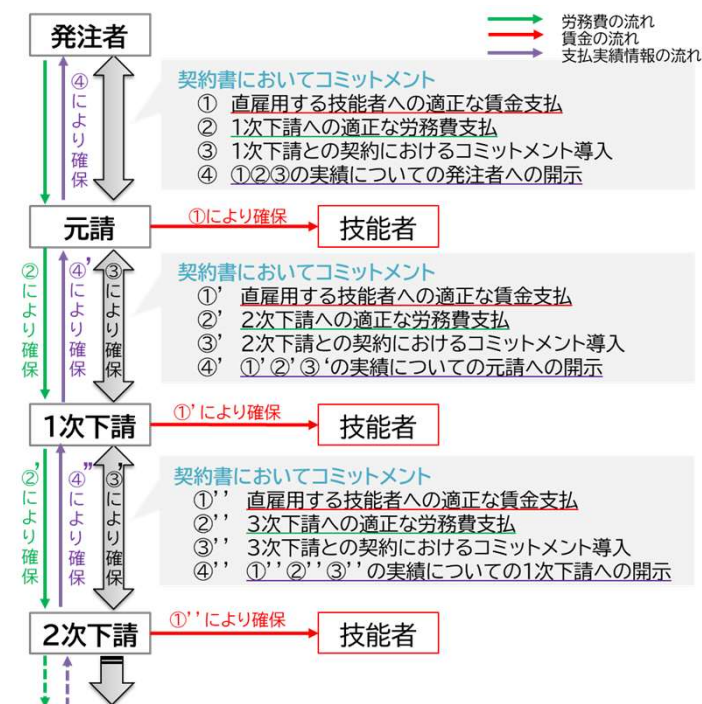 労務費の流れ
賃金の流れ
支払実績情報の流れ
発注者
④により確保
契約書においてコミットメント
① 直雇用する技能者への適正な賃金支払
② 1次下請への適正な労務費支払
③ 1次下請との契約におけるコミットメント導入
④ ①②③の実績についての発注者への開示
元請
①により確保
技能者
②により確保
④'により確保
③により確保
契約書においてコミットメント
①' 直雇用する技能者への適正な賃金支払
②' 2次下請への適正な労務費支払
③' 2次下請との契約におけるコミットメント導入
④' ①'②'③'の実績についての元請への開示
1次下請
①'により確保
技能者
②'により確保
④''により確保
③'により確保
契約書においてコミットメント
①'' 直雇用する技能者への適正な賃金支払
②'' 3次下請への適正な労務費支払
③'' 3次下請との契約におけるコミットメント導入
④'' ①''②''③''の実績についての1次下請への開示
2次下請
①''により確保
技能者